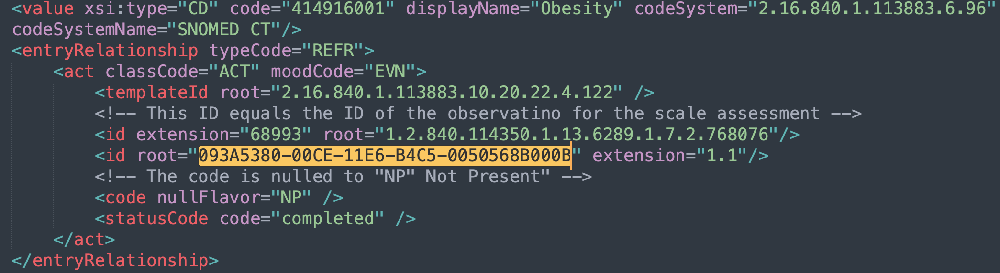 <value xsi:type="CD" code="414916001" displayName="Obesity" codeSystem="2.16.840.1.113883.6.96"
codeSystemName="SNOMED CT"/>
<entryRelationship typeCode="REFR">
<act classCode="ACT" moodCode="EVN">
<templateId root="2.16.840.1.113883.10.20.22.4.122" />
<!-- This ID equals the ID of the observatino for the scale assessment -->
<id extension="68993" root="1.2.840.114350.1.13.6289.1.7.2.768076"/>
<id root="093A5380-00CE-11E6-B4C5-0050568B000B" extension="1.1"/>
<!-- The code is nulled to "NP" Not Present" -->
<code nullFlavor="NP" />
<statusCode code="completed" />
</act>
</entryRelationship>